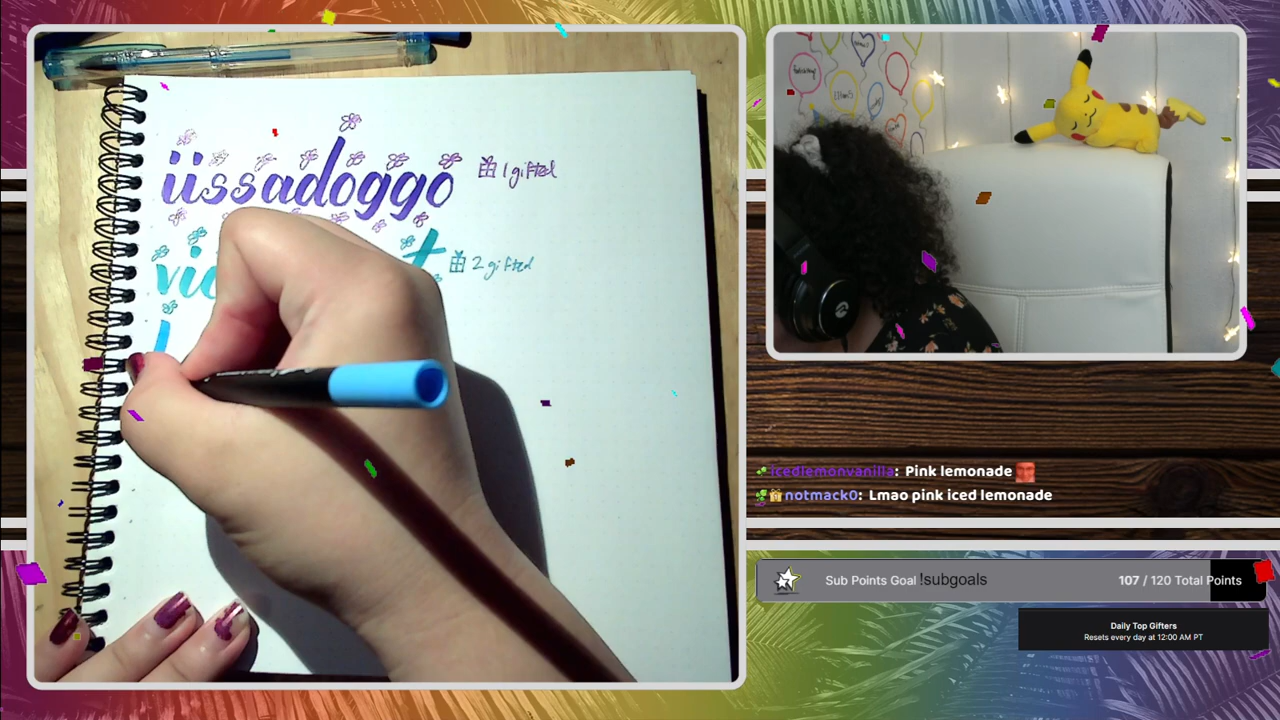 üssadoggo 1 gifted
2 gifted
icedlemonvanilla: Pink lemonade
notmack0: Lmao pink iced lemonade
Sub Points Goal !subgoals 107 / 120 Total Points
Daily Top Gifters
Resets every day at 12:00 AM PT